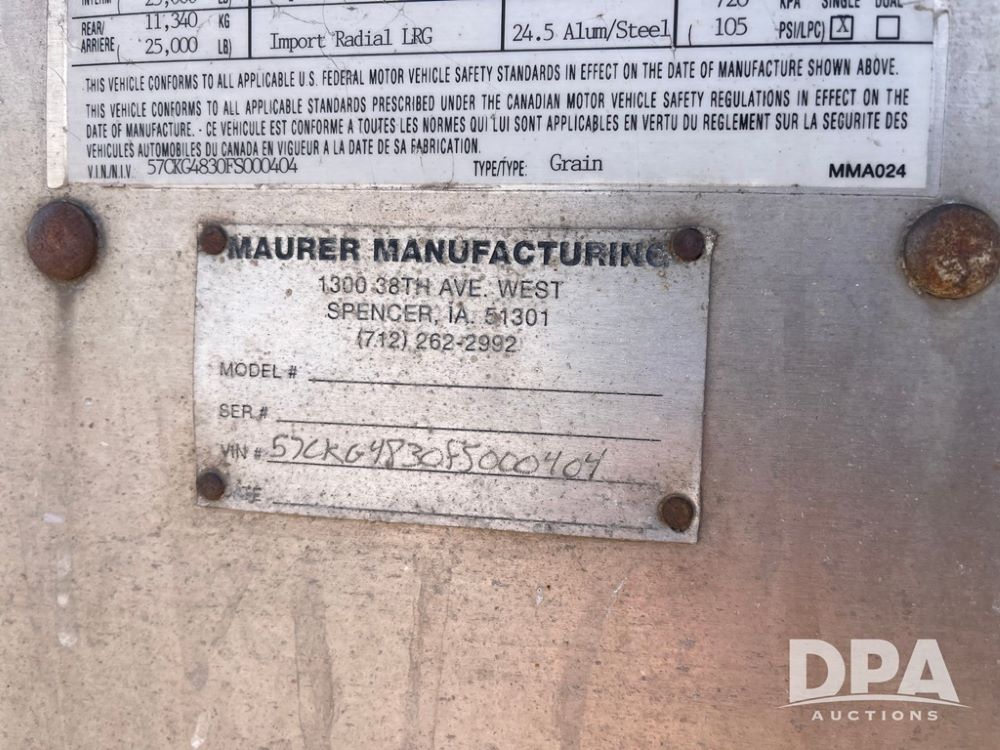 REAR/ 11,340 KG
ARRIERE ( 25,000 LB) Import Radial LRG 24.5 Alum/Steel ( 105 PSI/LPC) X
KPA SINGLE DUAL
THIS VEHICLE CONFORMS TO ALL APPLICABLE U.S. FEDERAL MOTOR VEHICLE SAFETY STANDARDS IN EFFECT ON THE DATE OF MANUFACTURE SHOWN ABOVE.
THIS VEHICLE CONFORMS TO ALL APPLICABLE STANDARDS PRESCRIBED UNDER THE CANADIAN MOTOR VEHICLE SAFETY REGULATIONS IN EFFECT ON THE
DATE OF MANUFACTURE. - CE VEHICULE EST CONFORME A TOUTES LES NORMES QUI LUI SONT APPLICABLES EN VERTU DU REGLEMENT SUR LA SECURITE DES
VEHICULES AUTOMOBILES DU CANADA EN VIGUEUR A LA DATE DE SA FABRICATION.
V.I.N./N.I.V. 57CKG4830FS000404 TYPE/TYPE: Grain MMA024
MAURER MANUFACTURING
1300 38TH AVE. WEST
SPENCER, IA. 51301
(712) 262-2992
MODEL #
SER.#
VIN # 57CKG4830FS000404
DPA
AUCTIONS